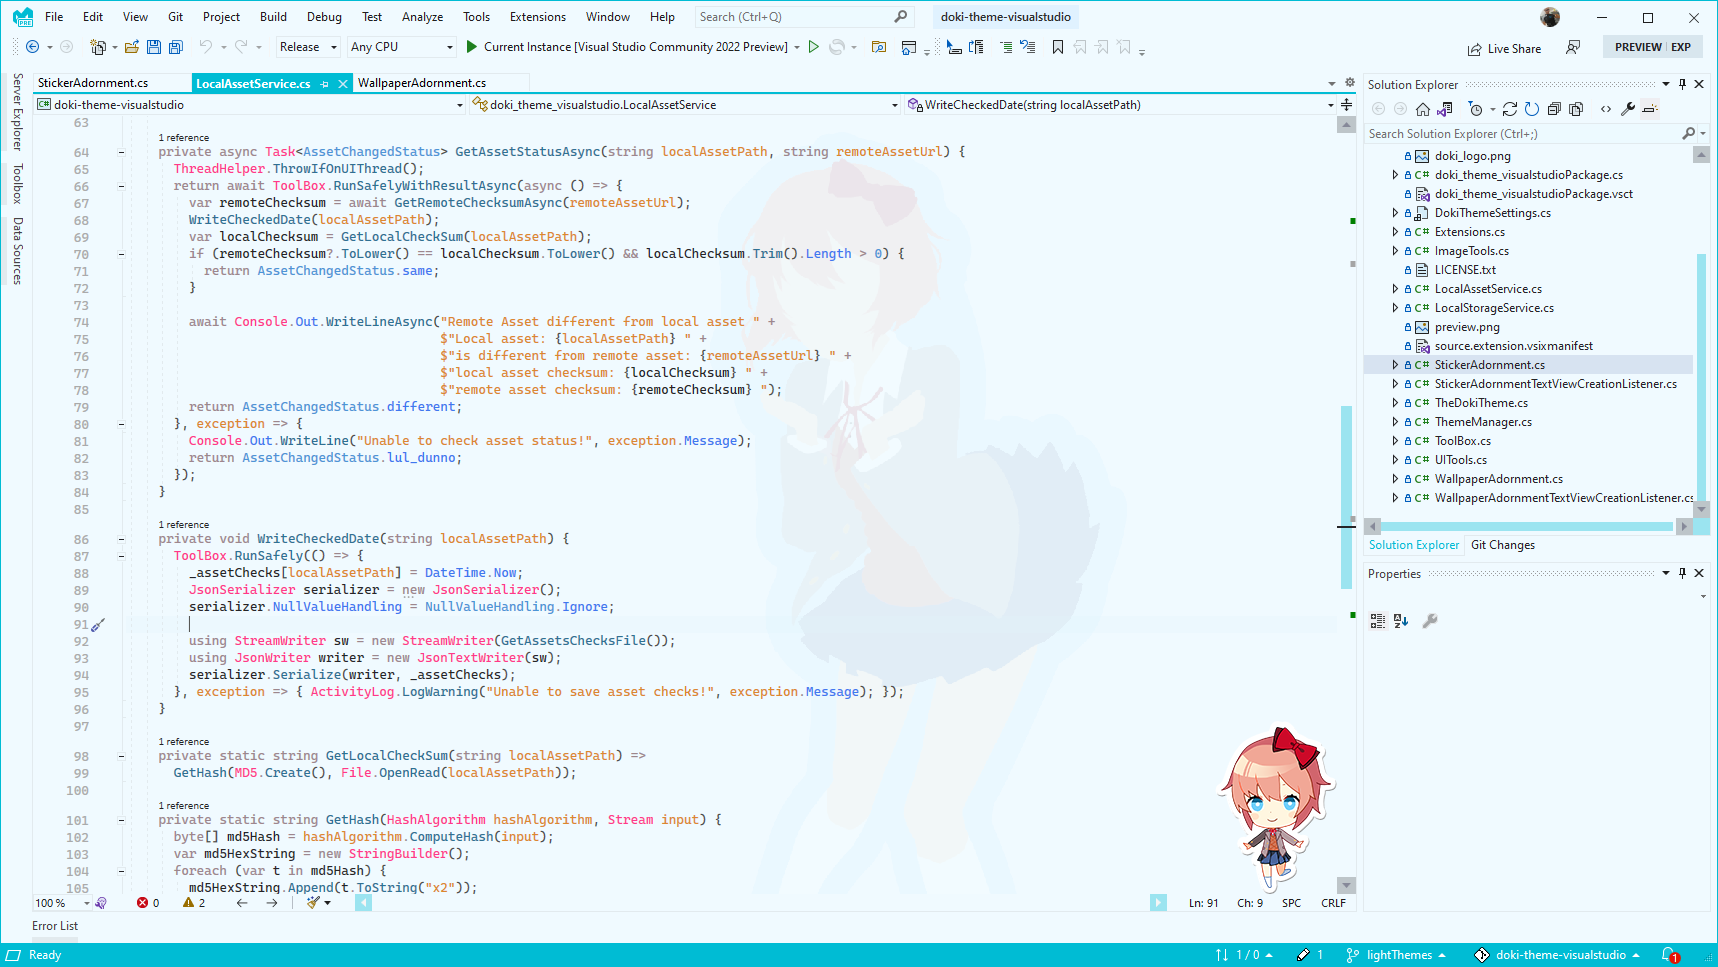 File Edit View Git Project Build Debug Test Analyze Tools Extensions Window Help Search (Ctrl+Q) doki-theme-visualstudio
Release Any CPU Current Instance [Visual Studio Community 2022 Preview] Live Share PREVIEW EXP
Server Explorer
Toolbox
Data Sources
StickerAdornment.cs LocalAssetService.cs WallpaperAdornment.cs
doki-theme-visualstudio doki_theme_visualstudio.LocalAssetService WriteCheckedDate(string localAssetPath)
63
1 reference
64 private async Task<AssetChangedStatus> GetAssetStatusAsync(string localAssetPath, string remoteAssetUrl) {
65 ThreadHelper.ThrowIfOnUIThread();
66 return await ToolBox.RunSafelyWithResultAsync(async () => {
67 var remoteChecksum = await GetRemoteChecksumAsync(remoteAssetUrl);
68 WriteCheckedDate(localAssetPath);
69 var localChecksum = GetLocalCheckSum(localAssetPath);
70 if (remoteChecksum?.ToLower() == localChecksum.ToLower() && localChecksum.Trim().Length > 0) {
71 return AssetChangedStatus.same;
72 }
73
74 await Console.Out.WriteLineAsync("Remote Asset different from local asset " +
75 $"Local asset: {localAssetPath} " +
76 $"is different from remote asset: {remoteAssetUrl} " +
77 $"local asset checksum: {localChecksum} " +
78 $"remote asset checksum: {remoteChecksum} ");
79 return AssetChangedStatus.different;
80 }, exception => {
81 Console.Out.WriteLine("Unable to check asset status!", exception.Message);
82 return AssetChangedStatus.lul_dunno;
83 });
84 }
85
1 reference
86 private void WriteCheckedDate(string localAssetPath) {
87 ToolBox.RunSafely(() => {
88 _assetChecks[localAssetPath] = DateTime.Now;
89 JsonSerializer serializer = new JsonSerializer();
90 serializer.NullValueHandling = NullValueHandling.Ignore;
91
92 using StreamWriter sw = new StreamWriter(GetAssetsChecksFile());
93 using JsonWriter writer = new JsonTextWriter(sw);
94 serializer.Serialize(writer, _assetChecks);
95 }, exception => { ActivityLog.LogWarning("Unable to save asset checks!", exception.Message); });
96 }
97
1 reference
98 private static string GetLocalCheckSum(string localAssetPath) =>
99 GetHash(MD5.Create(), File.OpenRead(localAssetPath));
100
1 reference
101 private static string GetHash(HashAlgorithm hashAlgorithm, Stream input) {
102 byte[] md5Hash = hashAlgorithm.ComputeHash(input);
103 var md5HexString = new StringBuilder();
104 foreach (var t in md5Hash) {
105 md5HexString.Append(t.ToString("x2"));
100 % 0 2 Ln: 91 Ch: 9 SPC CRLF
Solution Explorer
Search Solution Explorer (Ctrl+;)
doki_logo.png
C# doki_theme_visualstudioPackage.cs
doki_theme_visualstudioPackage.vsct
DokiThemeSettings.cs
C# Extensions.cs
C# ImageTools.cs
LICENSE.txt
C# LocalAssetService.cs
C# LocalStorageService.cs
preview.png
source.extension.vsixmanifest
C# StickerAdornment.cs
C# StickerAdornmentTextViewCreationListener.cs
C# TheDokiTheme.cs
C# ThemeManager.cs
C# ToolBox.cs
C# UITools.cs
C# WallpaperAdornment.cs
C# WallpaperAdornmentTextViewCreationListener.cs
Solution Explorer Git Changes
Properties
Error List
Ready 1 / 0 1 lightThemes doki-theme-visualstudio 1